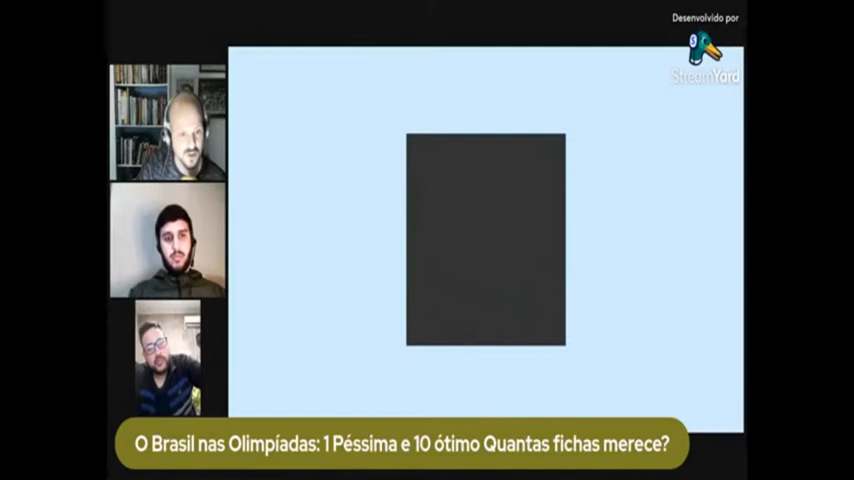 Desenvolvido por
StreamYard
O Brasil nas Olimpíadas: 1 Péssima e 10 ótimo Quantas fichas merece?